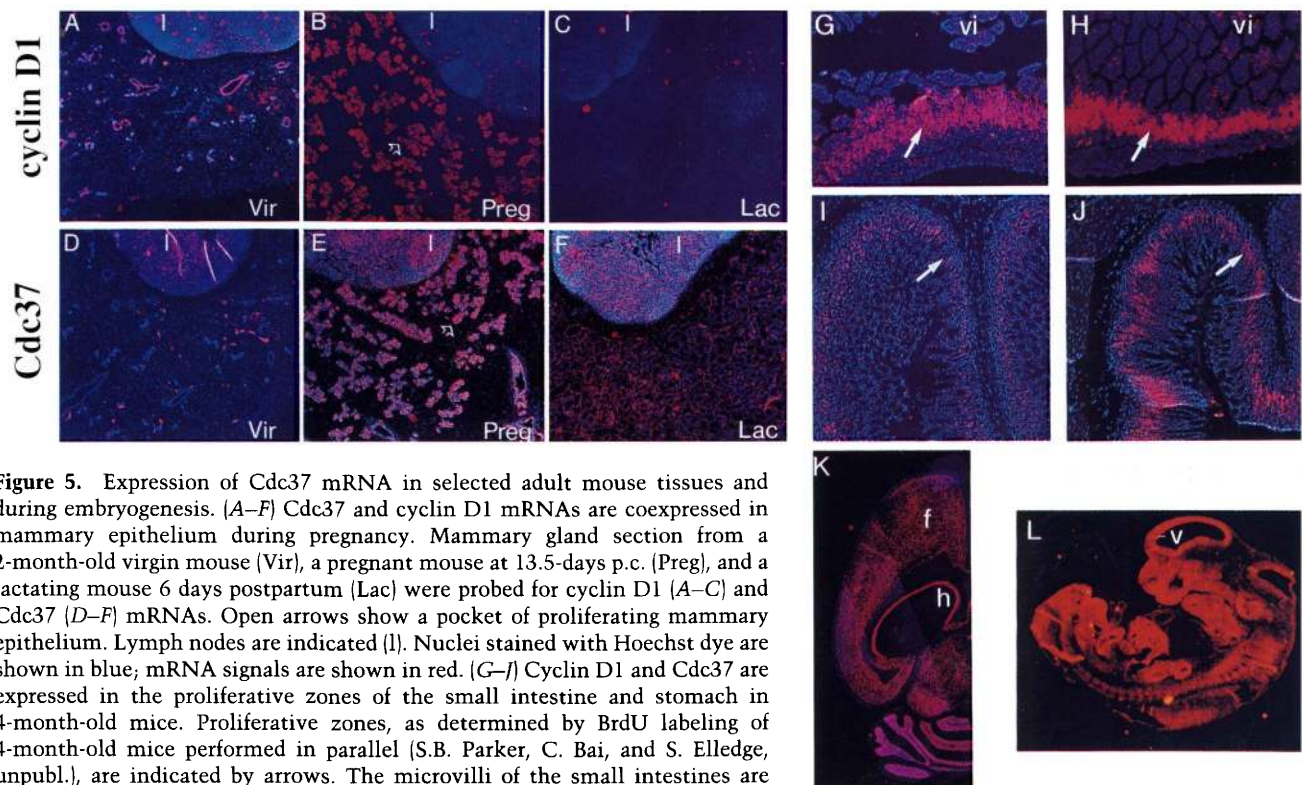 cyclin D1
A l Vir
B l Preg
C l Lac
Cdc37
D l Vir
E l Preg
F l Lac
G vi
H vi
I
J
K f h
L v
Figure 5. Expression of Cdc37 mRNA in selected adult mouse tissues and
during embryogenesis. (A–F) Cdc37 and cyclin D1 mRNAs are coexpressed in
mammary epithelium during pregnancy. Mammary gland section from a
2-month-old virgin mouse (Vir), a pregnant mouse at 13.5-days p.c. (Preg), and a
lactating mouse 6 days postpartum (Lac) were probed for cyclin D1 (A–C) and
Cdc37 (D–F) mRNAs. Open arrows show a pocket of proliferating mammary
epithelium. Lymph nodes are indicated (l). Nuclei stained with Hoechst dye are
shown in blue; mRNA signals are shown in red. (G–J) Cyclin D1 and Cdc37 are
expressed in the proliferative zones of the small intestine and stomach in
4-month-old mice. Proliferative zones, as determined by BrdU labeling of
4-month-old mice performed in parallel (S.B. Parker, C. Bai, and S. Elledge,
unpubl.), are indicated by arrows. The microvilli of the small intestines are